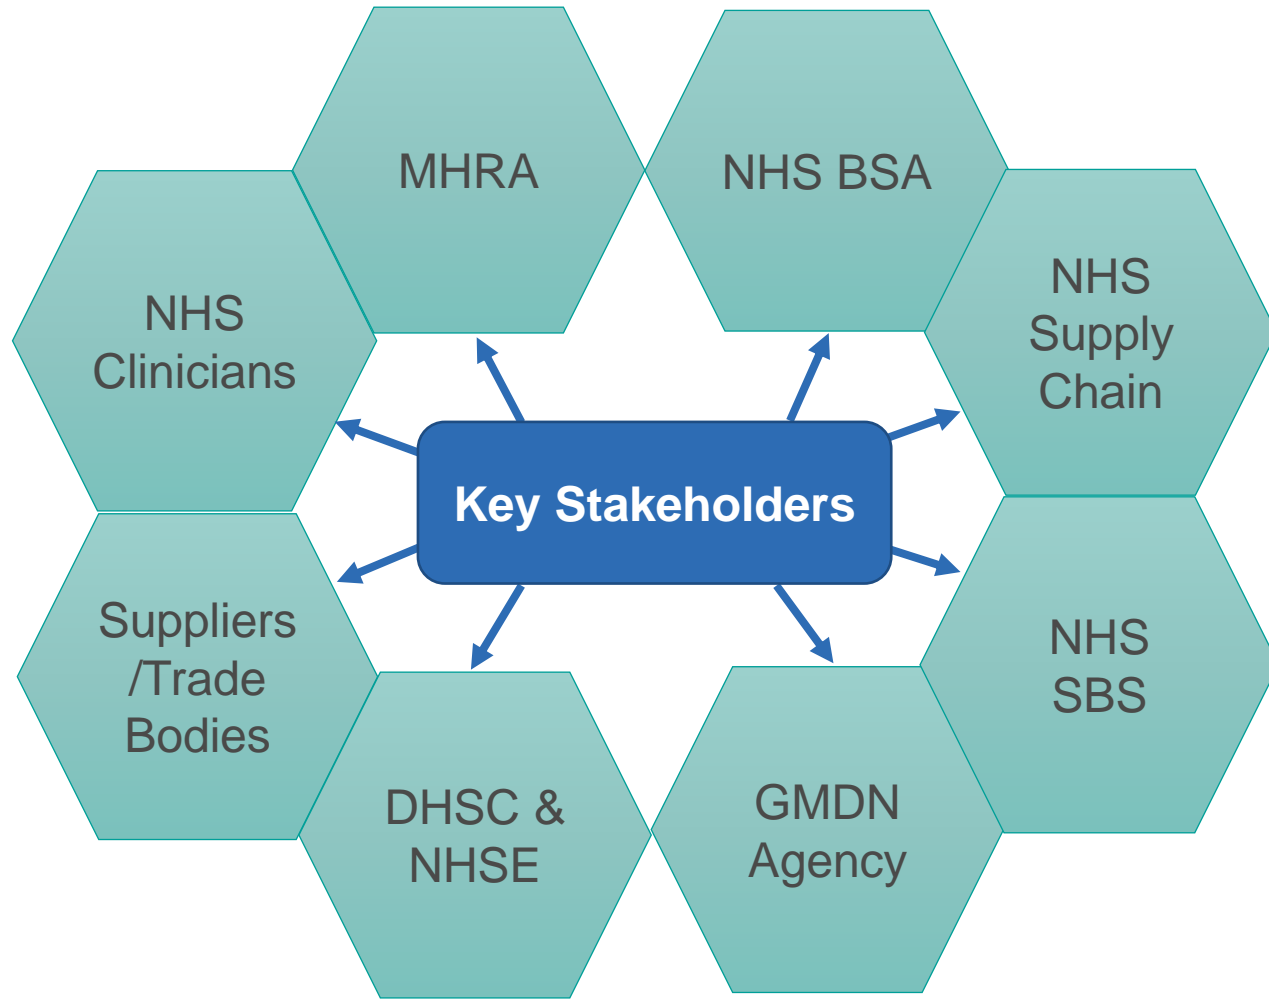 MHRA
NHS BSA
NHS
Clinicians
NHS
Supply
Chain
Key Stakeholders
Suppliers
/Trade
Bodies
NHS
SBS
DHSC &
NHSE
GMDN
Agency